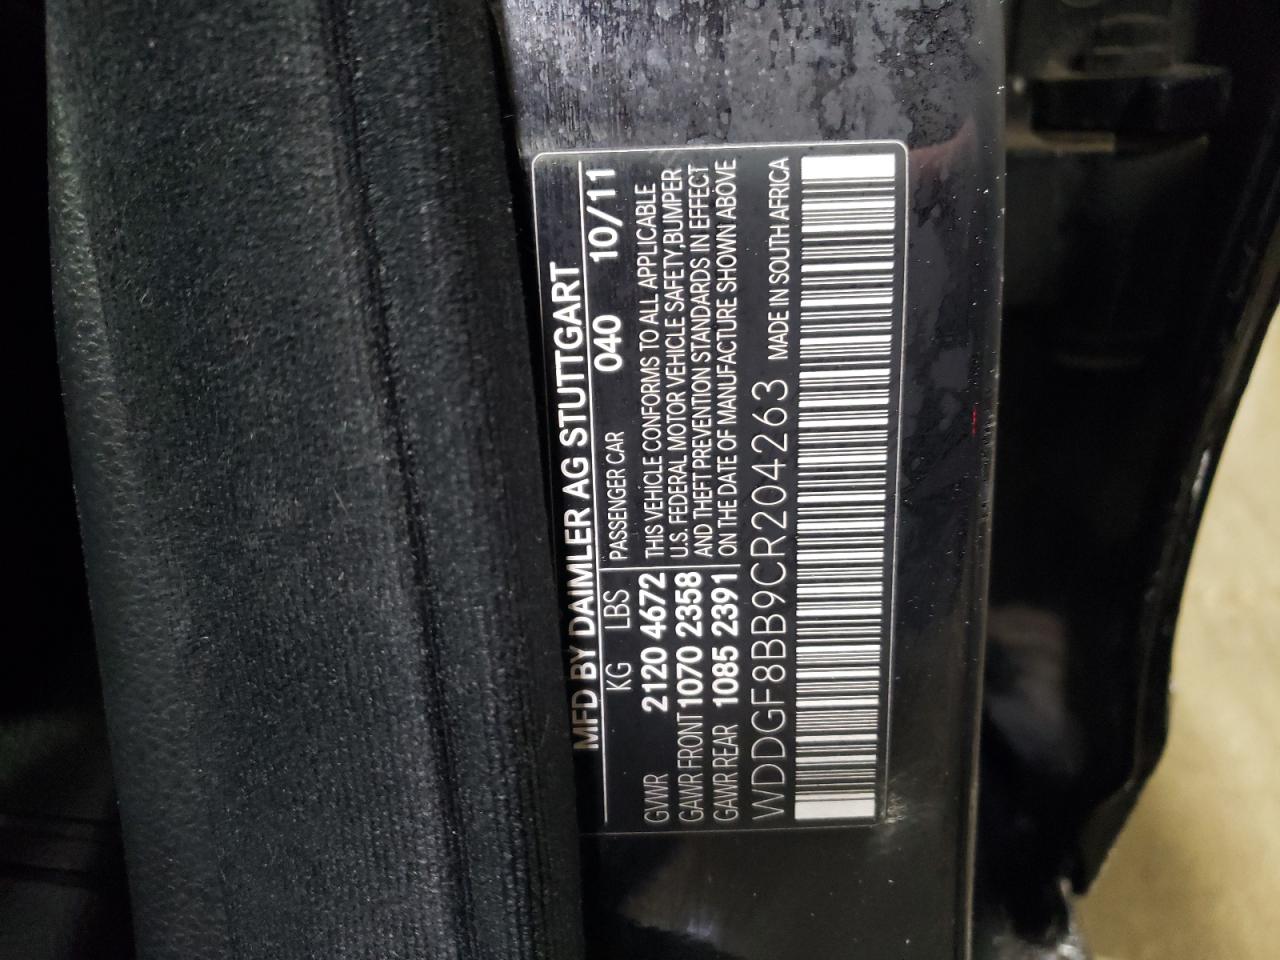 MFD BY DAIMLER AG STUTTGART
KG LBS PASSENGER CAR 040 10/11
GVWR 2120 4672 THIS VEHICLE CONFORMS TO ALL APPLICABLE
GAWR FRONT 1070 2358 U.S. FEDERAL MOTOR VEHICLE SAFETY, BUMPER
GAWR REAR 1085 2391 AND THEFT PREVENTION STANDARDS IN EFFECT
ON THE DATE OF MANUFACTURE SHOWN ABOVE
WDDGF8BB9CR204263 MADE IN SOUTH AFRICA